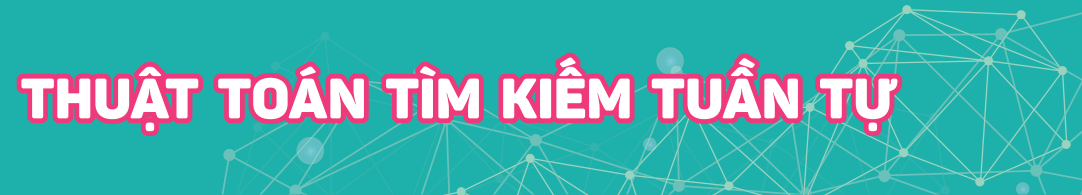 THUẬT TOÁN TÌM KIẾM TUẦN TỰ